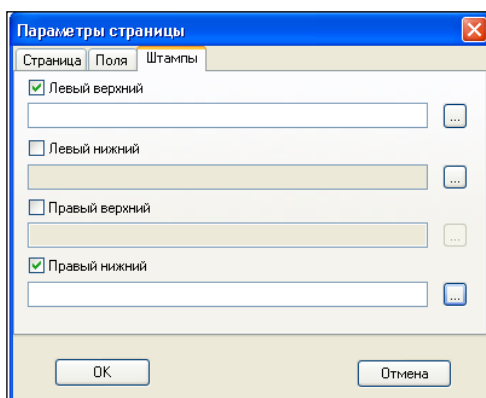 Параметры страницы
Страница Поля Штампы
Левый верхний
...
Левый нижний
...
Правый верхний
...
Правый нижний
...
OK Отмена